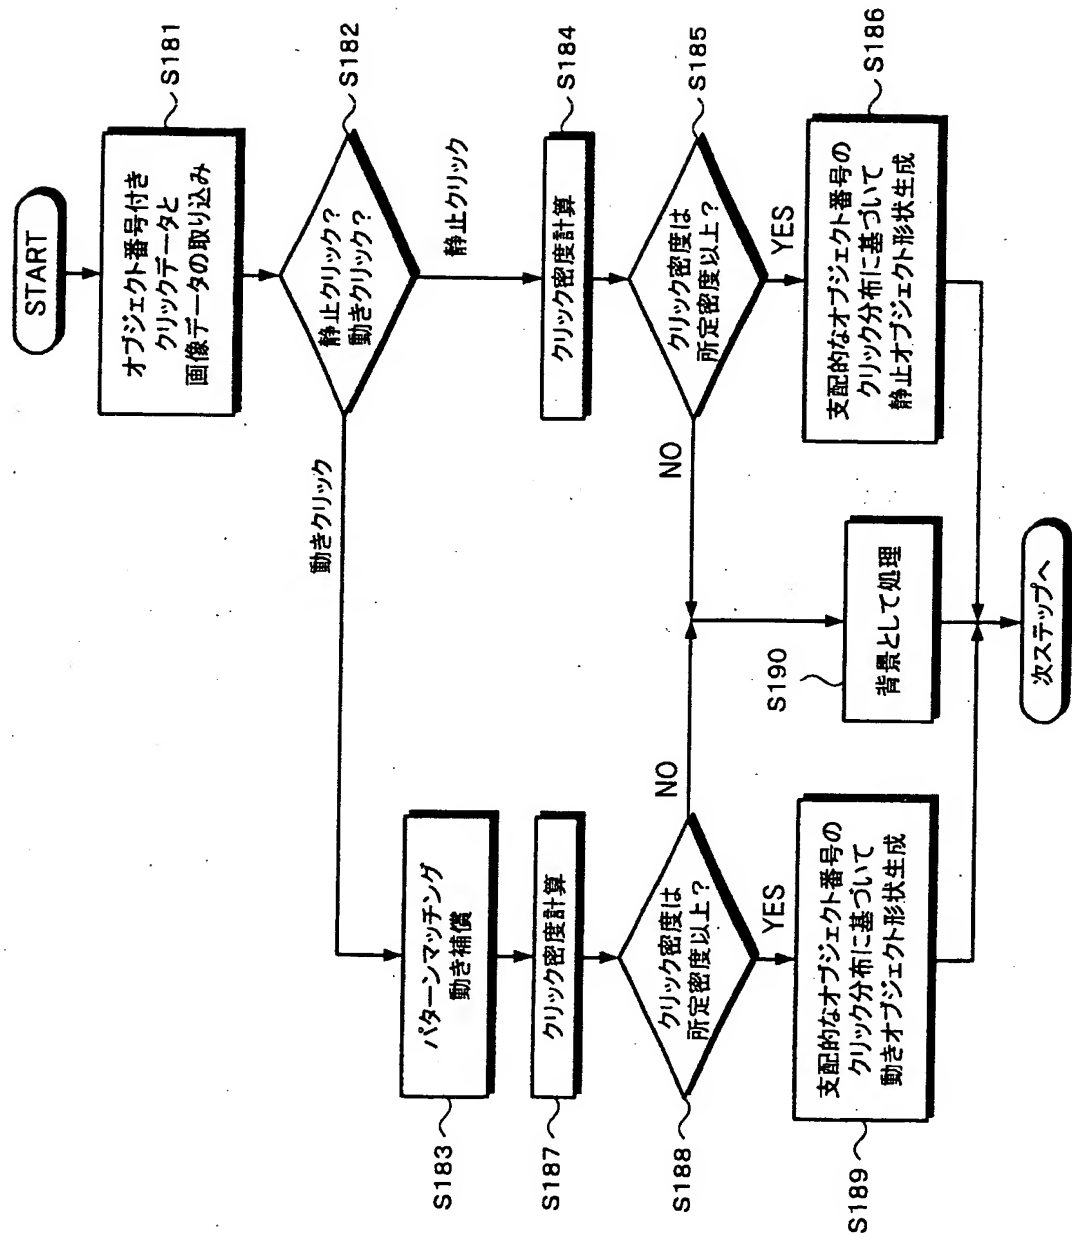 START
オブジェクト番号付き
クリックデータと
画像データの取り込み
S181
静止クリック？
動きクリック？
S182
動きクリック
静止クリック
パターンマッチング
動き補償
S183
クリック密度計算
S184
クリック密度計算
S187
クリック密度は
所定密度以上？
S185
NO
YES
クリック密度は
所定密度以上？
S188
NO
YES
支配的なオブジェクト番号の
クリック分布に基づいて
静止オブジェクト形状生成
S186
支配的なオブジェクト番号の
クリック分布に基づいて
動きオブジェクト形状生成
S189
S190
背景として処理
次ステップへ